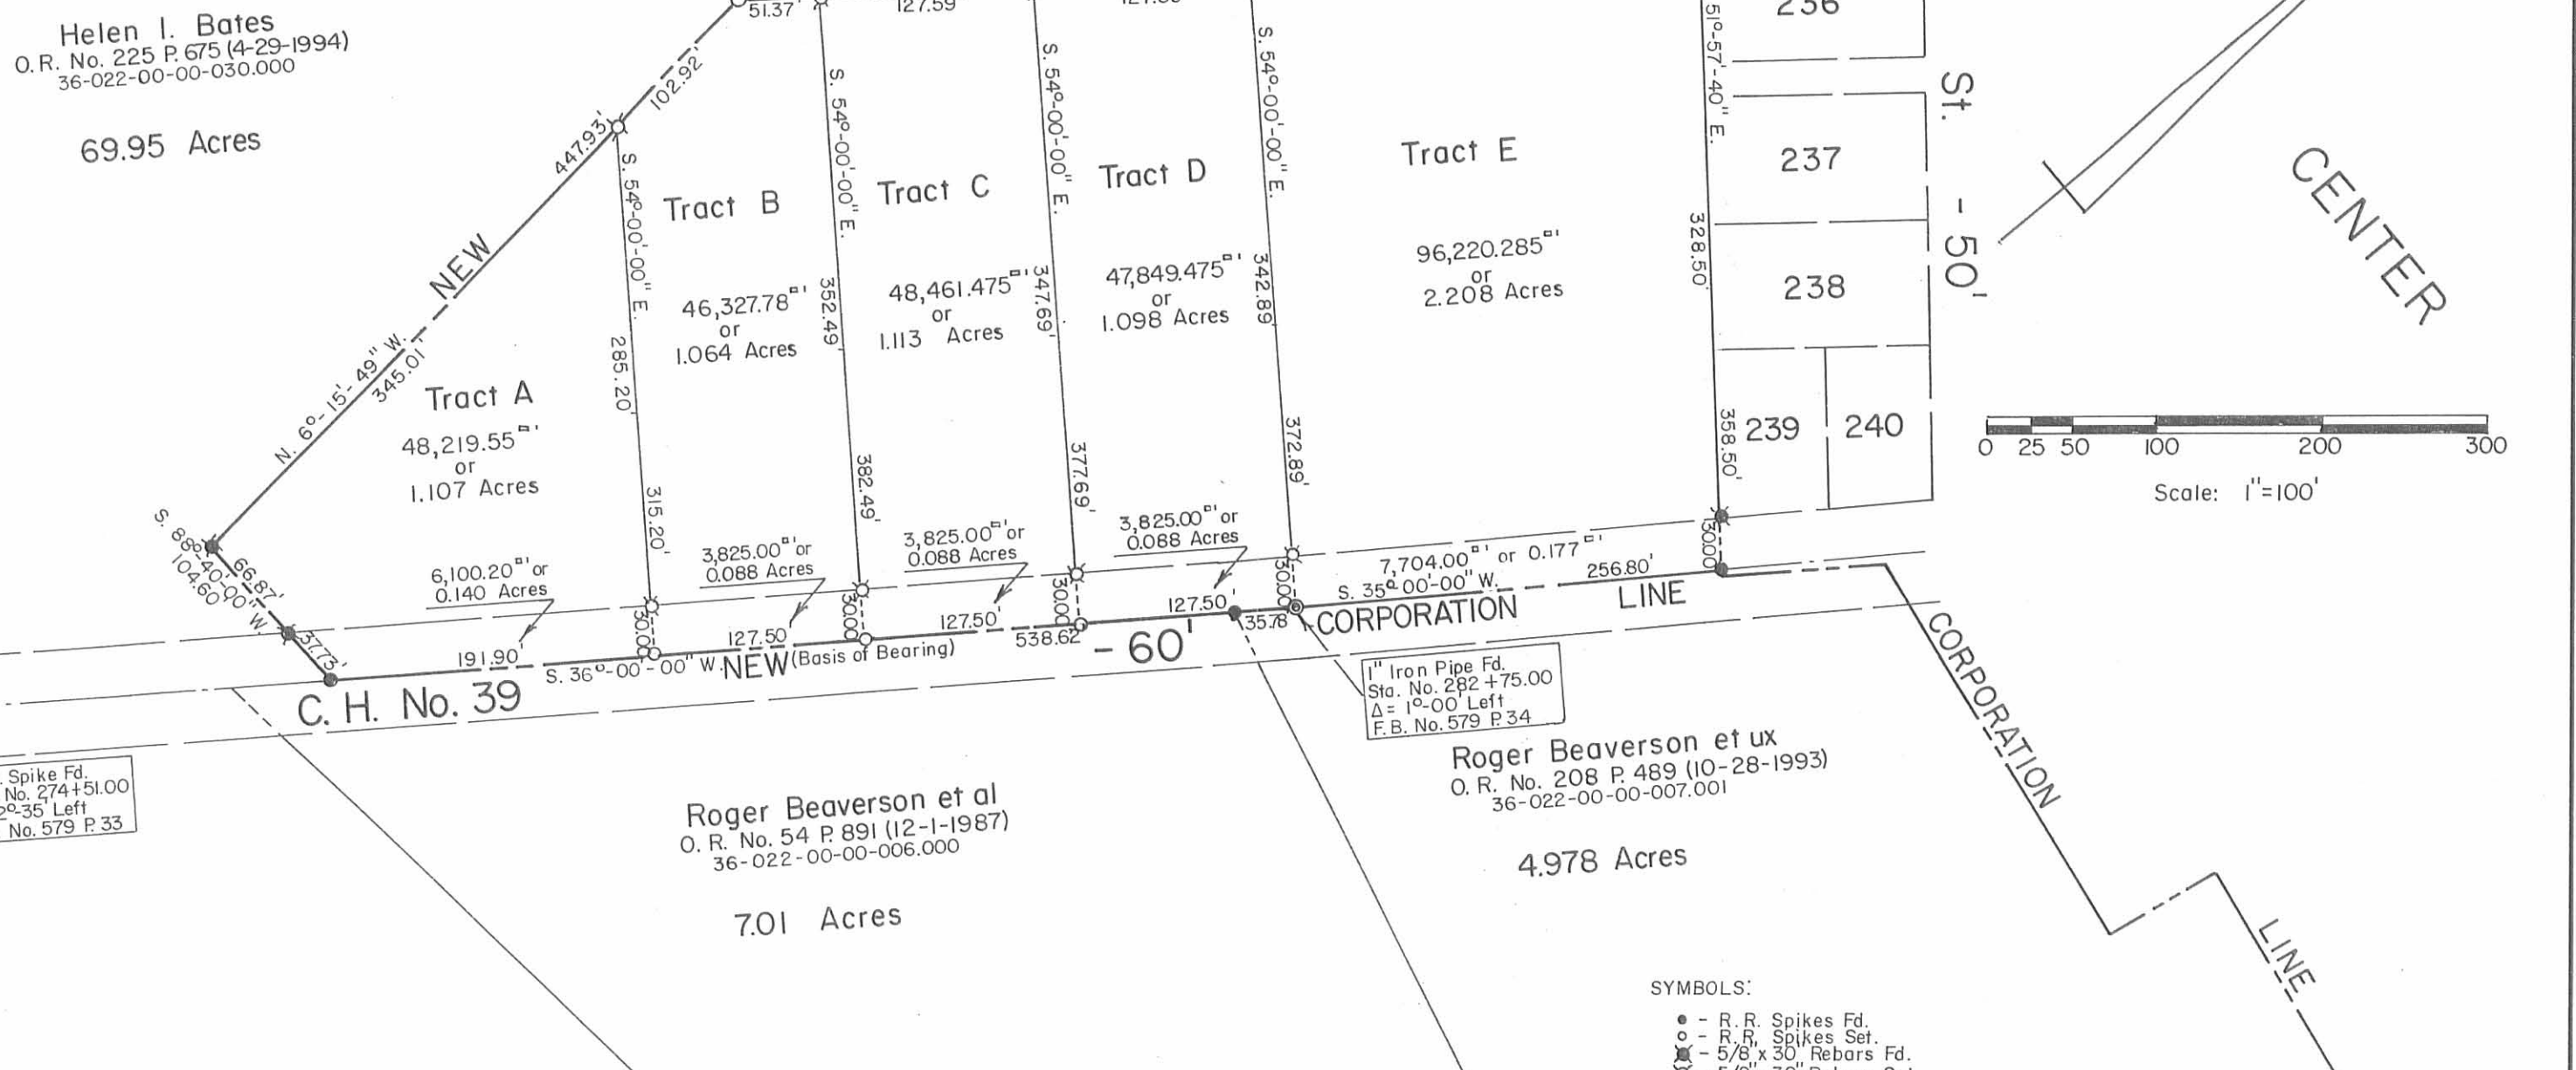 Helen I. Bates
O. R. No. 225 P. 675 (4-29-1994)
36-022-00-00-030.000
69.95 Acres
51.37'
127.59
102.92'
447.93'
NEW
N. 6°-15'-49" W.
345.01'
S. 88°-40'-00" W.
104.60'
66.87'
37.73'
Tract A
48,219.55▫'
or
1.107 Acres
6,100.20▫' or
0.140 Acres
S. 54°-00'-00" E.
285.20'
315.20'
30.00'
Tract B
46,327.78▫'
or
1.064 Acres
3,825.00▫' or
0.088 Acres
S. 54°-00'-00" E.
352.49'
382.49'
30.00'
Tract C
48,461.475▫'
or
1.113 Acres
3,825.00▫' or
0.088 Acres
S. 54°-00'-00" E.
347.69'
377.69'
30.00'
Tract D
47,849.475▫'
or
1.098 Acres
3,825.00▫' or
0.088 Acres
S. 54°-00'-00" E.
342.89'
372.89'
30.00'
Tract E
96,220.285▫'
or
2.208 Acres
7,704.00▫' or 0.177▫'
51°-57'-40" E.
328.50'
358.50'
30.00'
236
237
238
239
240
St. - 50'
CENTER
0 25 50 100 200 300
Scale: 1"=100'
191.90'
S. 36°-00'-00" W.
127.50'
NEW (Basis of Bearing)
127.50'
538.62'
127.50'
35.78'
S. 35° 00'-00" W.
256.80'
CORPORATION LINE
C. H. No. 39 - 60'
1" Iron Pipe Fd.
Sta. No. 282+75.00
Δ= 1°-00' Left
F. B. No. 579 P. 34
Spike Fd.
No. 274+51.00
2°-35' Left
No. 579 P. 33
Roger Beaverson et al
O. R. No. 54 P. 891 (12-1-1987)
36-022-00-00-006.000
7.01 Acres
Roger Beaverson et ux
O. R. No. 208 P. 489 (10-28-1993)
36-022-00-00-007.001
4.978 Acres
CORPORATION
LINE
SYMBOLS:
● - R. R. Spikes Fd.
○ - R. R. Spikes Set.
- 5/8"x 30" Rebars Fd.